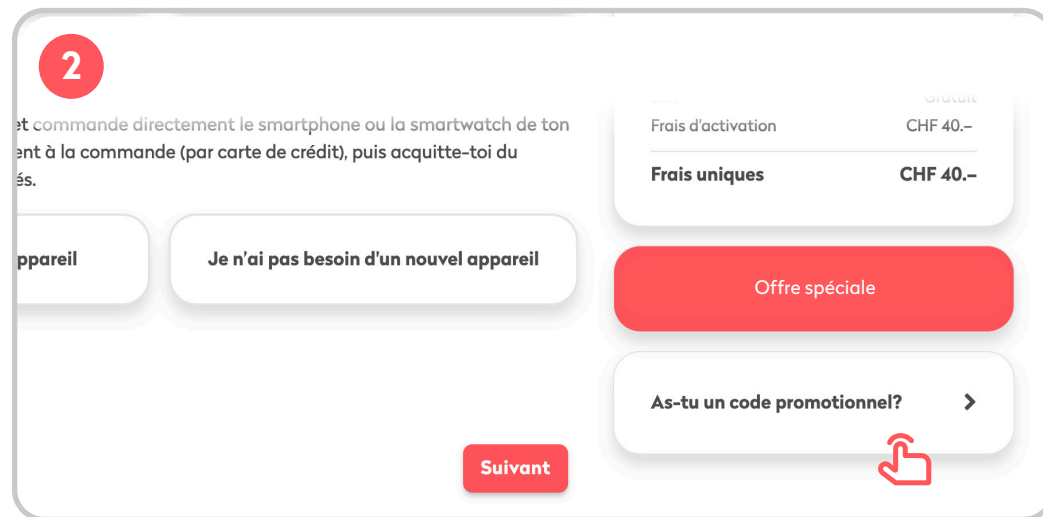 2
et commande directement le smartphone ou la smartwatch de ton
ent à la commande (par carte de crédit), puis acquitte-toi du
és.
ppareil
Je n'ai pas besoin d'un nouvel appareil
Suivant
Gratuit
Frais d'activation CHF 40.–
Frais uniques CHF 40.–
Offre spéciale
As-tu un code promotionnel?